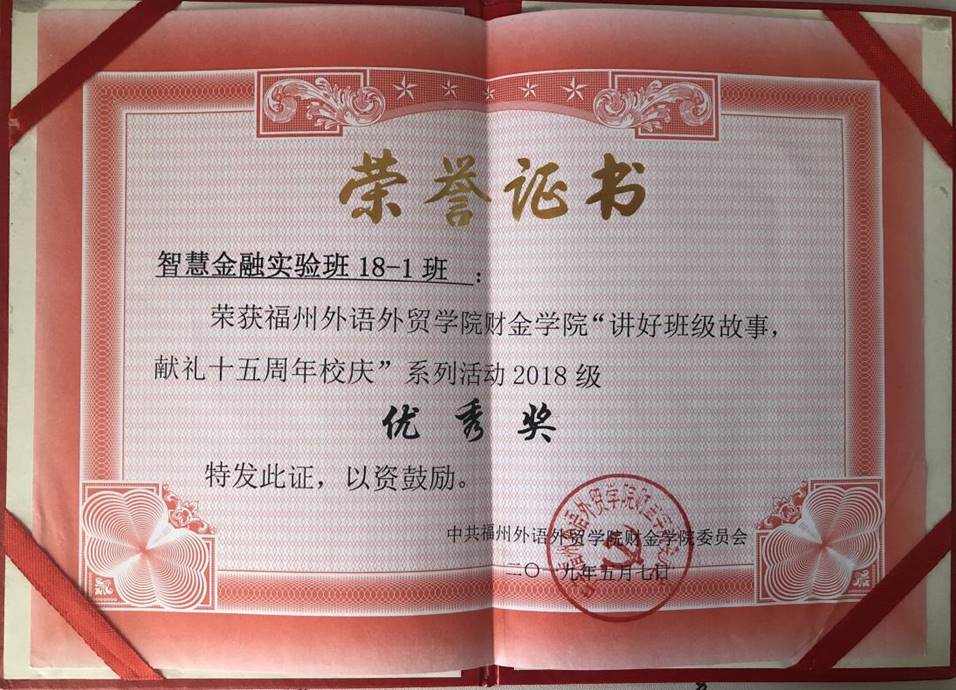 荣誉证书
智慧金融实验班 18-1 班 :
荣获福州外语外贸学院财金学院“讲好班级故事,
献礼十五周年校庆”系列活动 2018 级
优秀奖
特发此证，以资鼓励。
中共福州外语外贸学院财金学院委员会
二〇一九年五月七日